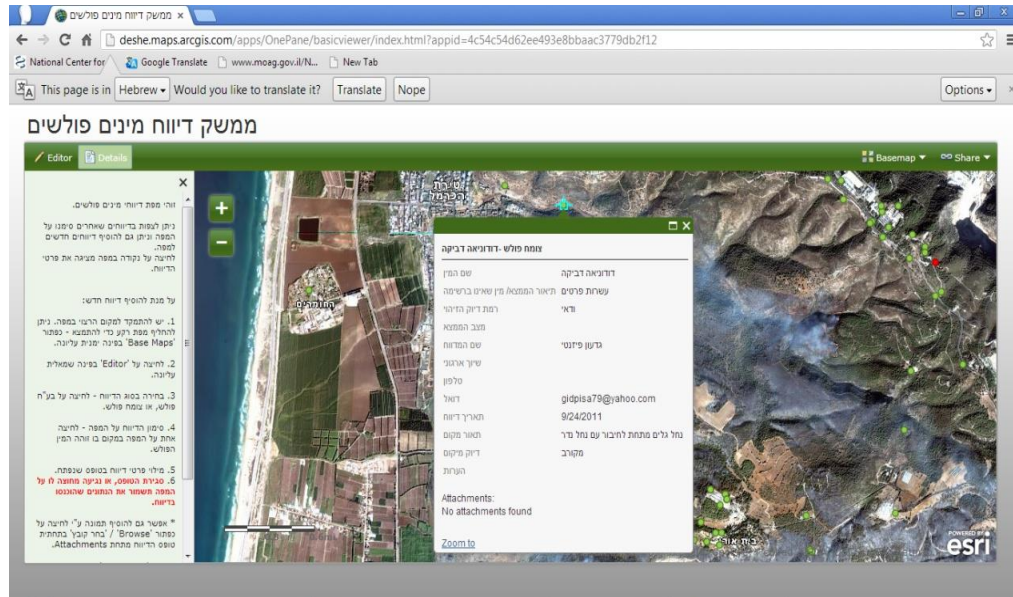 ממשק דיווח מינים פולשים
deshe.maps.arcgis.com/apps/OnePane/basicviewer/index.html?appid=4c54c54d62ee493e8bbaac3779db2f12
National Center for Google Translate www.moag.gov.il/N... New Tab
This page is in Hebrew Would you like to translate it? Translate Nope Options
ממשק דיווח מינים פולשים
Editor Details Basemap Share
זוהי מפת דיווחי מינים פולשים.
ניתן לצפות בדיווחים שאחרים סימנו על
המפה וניתן גם להוסיף דיווחים חדשים
למפה.
לחיצה על נקודה במפה מציגה את פרטי
הדיווח.
על מנת להוסיף דיווח חדש:
1. יש להתמקד למקום הרצוי במפה. ניתן
להחליף מפת רקע כדי להתמצא - כפתור
'Base Maps' בפינה ימנית עליונה.
2. לחיצה על 'Editor' בפינה שמאלית
עליונה.
3. בחירה בסוג הדיווח - לחיצה על בע"ח
פולש, או צומח פולש.
4. סימון הדיווח על המפה - לחיצה
אחת על המפה במקום בו זוהה המין
הפולש.
5. מילוי פרטי דיווח בטופס שנפתח.
6. סגירת הטופס, או נגיעה מחוצה לו על
המפה תשמור את הנתונים שהוכנסו
בדיווח.
* אפשר גם להוסיף תמונה ע"י לחיצה על
כפתור 'Browse' / 'בחר קובץ' בתחתית
טופס הדיווח מתחת Attachments.
טירת
הכרמל
החותרים
צומח פולש -דודוניאה דביקה
שם המין דודוניאה דביקה
תיאור הממצא/ מין שאינו ברשימה עשרות פרטים
רמת דיוק הזיהוי ודאי
מצב הממצא
שם המדווח גדעון פיזנטי
שיוך ארגוני
טלפון
דואל gidpisa79@yahoo.com
תאריך דיווח 9/24/2011
תאור מקום נחל גלים מתחת לחיבור עם נחל נדר
דיוק מיקום מקורב
הערות
Attachments:
No attachments found
Zoom to
בית אורן
POWERED BY
esri